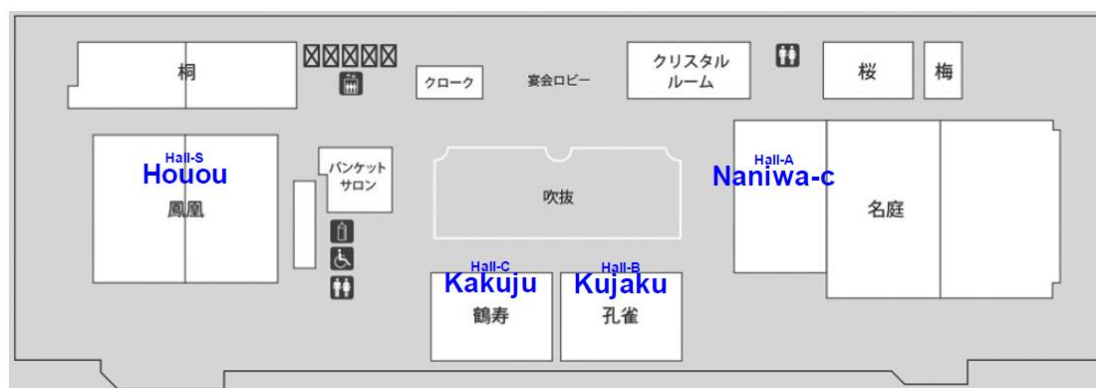 桐
クローク
宴会ロビー
クリスタル
ルーム
桜
梅
Hall-S
Houou
鳳凰
バンケット
サロン
吹抜
Hall-A
Naniwa-c
名庭
Hall-C
Kakuju
鶴寿
Hall-B
Kujaku
孔雀